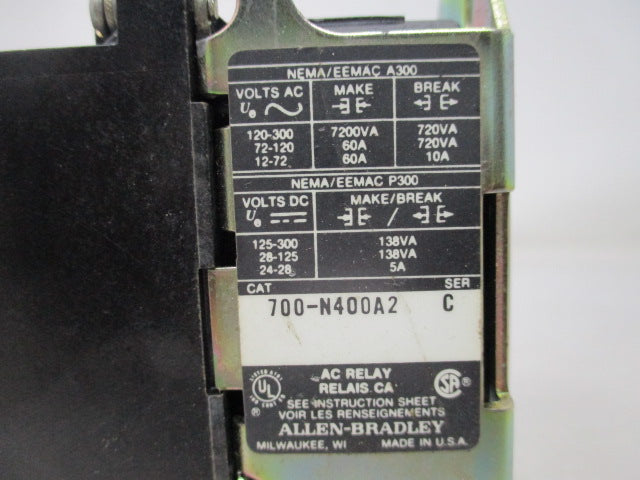 NEMA/EEMAC A300
VOLTS AC MAKE BREAK
Ue
120-300 7200VA 720VA
72-120 60A 720VA
12-72 60A 10A
NEMA/EEMAC P300
VOLTS DC MAKE/BREAK
Ue /
125-300 138VA
28-125 138VA
24-28 5A
CAT SER
700-N400A2 C
AC RELAY
RELAIS CA
UL ® SA ®
SEE INSTRUCTION SHEET
VOIR LES RENSEIGNEMENTS
ALLEN-BRADLEY
MILWAUKEE, WI MADE IN U.S.A.